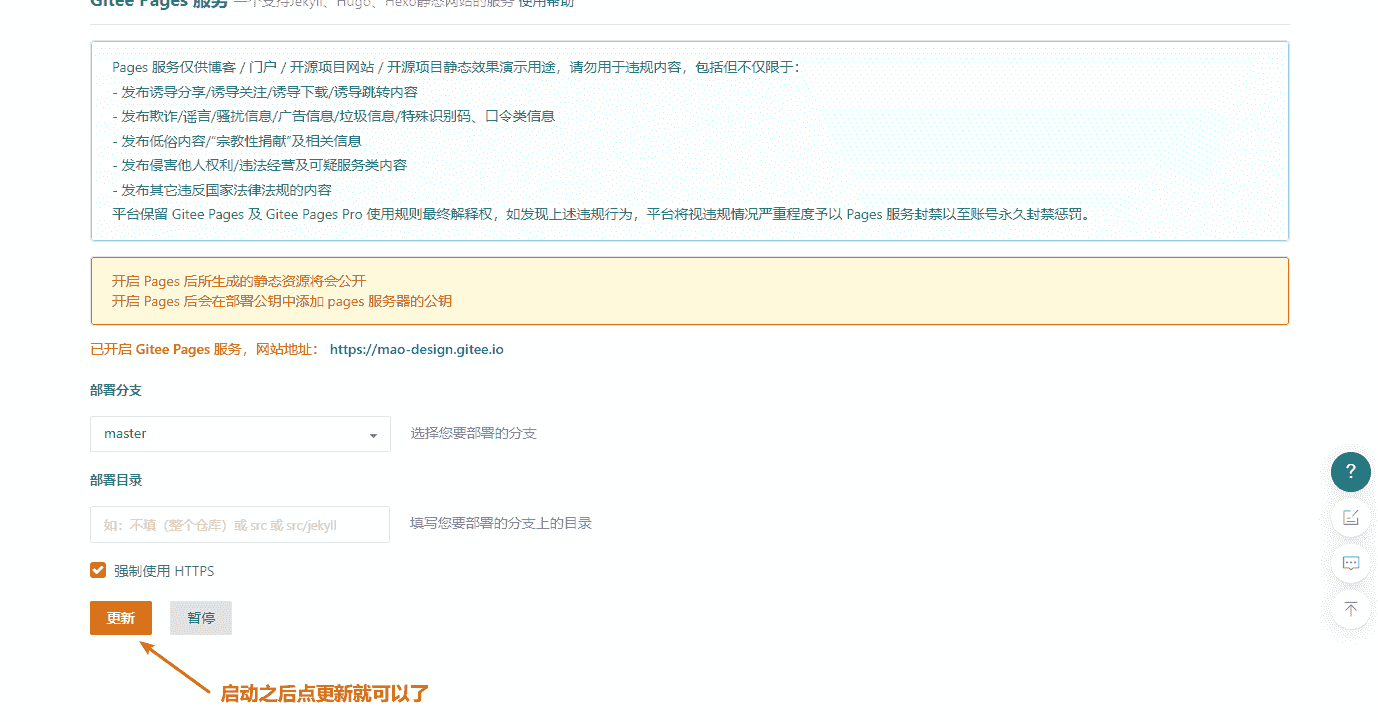 Gitee Pages 服务 一个支持Jekyll、Hugo、Hexo静态网站的服务 使用帮助
Pages 服务仅供博客 / 门户 / 开源项目网站 / 开源项目静态效果演示用途，请勿用于违规内容，包括但不仅限于：
- 发布诱导分享/诱导关注/诱导下载/诱导跳转内容
- 发布欺诈/谣言/骚扰信息/广告信息/垃圾信息/特殊识别码、口令类信息
- 发布低俗内容/“宗教性捐献”及相关信息
- 发布侵害他人权利/违法经营及可疑服务类内容
- 发布其它违反国家法律法规的内容
平台保留 Gitee Pages 及 Gitee Pages Pro 使用规则最终解释权，如发现上述违规行为，平台将视违规情况严重程度予以 Pages 服务封禁以至账号永久封禁惩罚。
开启 Pages 后所生成的静态资源将会公开
开启 Pages 后会在部署公钥中添加 pages 服务器的公钥
已开启 Gitee Pages 服务，网站地址： https://mao-design.gitee.io
部署分支
master 选择您要部署的分支
部署目录
如：不填（整个仓库）或 src 或 src/jekyll 填写您要部署的分支上的目录
强制使用 HTTPS
更新 暂停
启动之后点更新就可以了